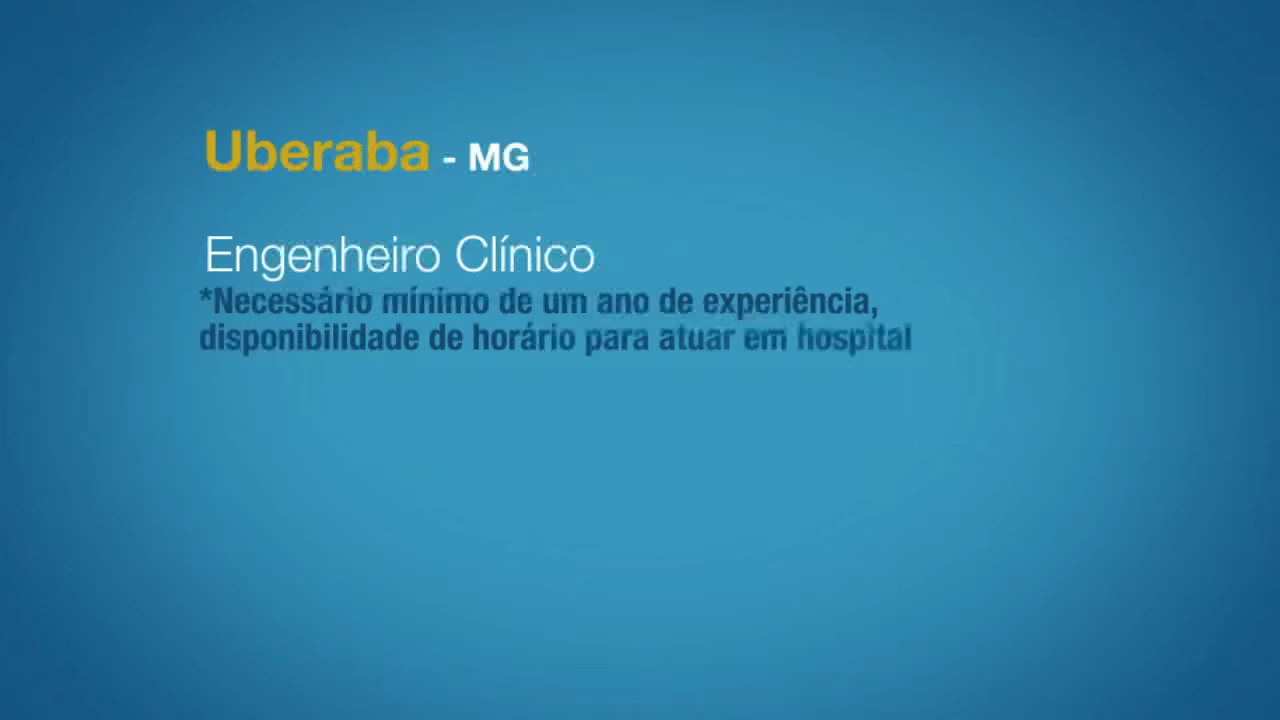 Uberaba - MG
Engenheiro Clínico
*Necessário mínimo de um ano de experiência,
disponibilidade de horário para atuar em hospital